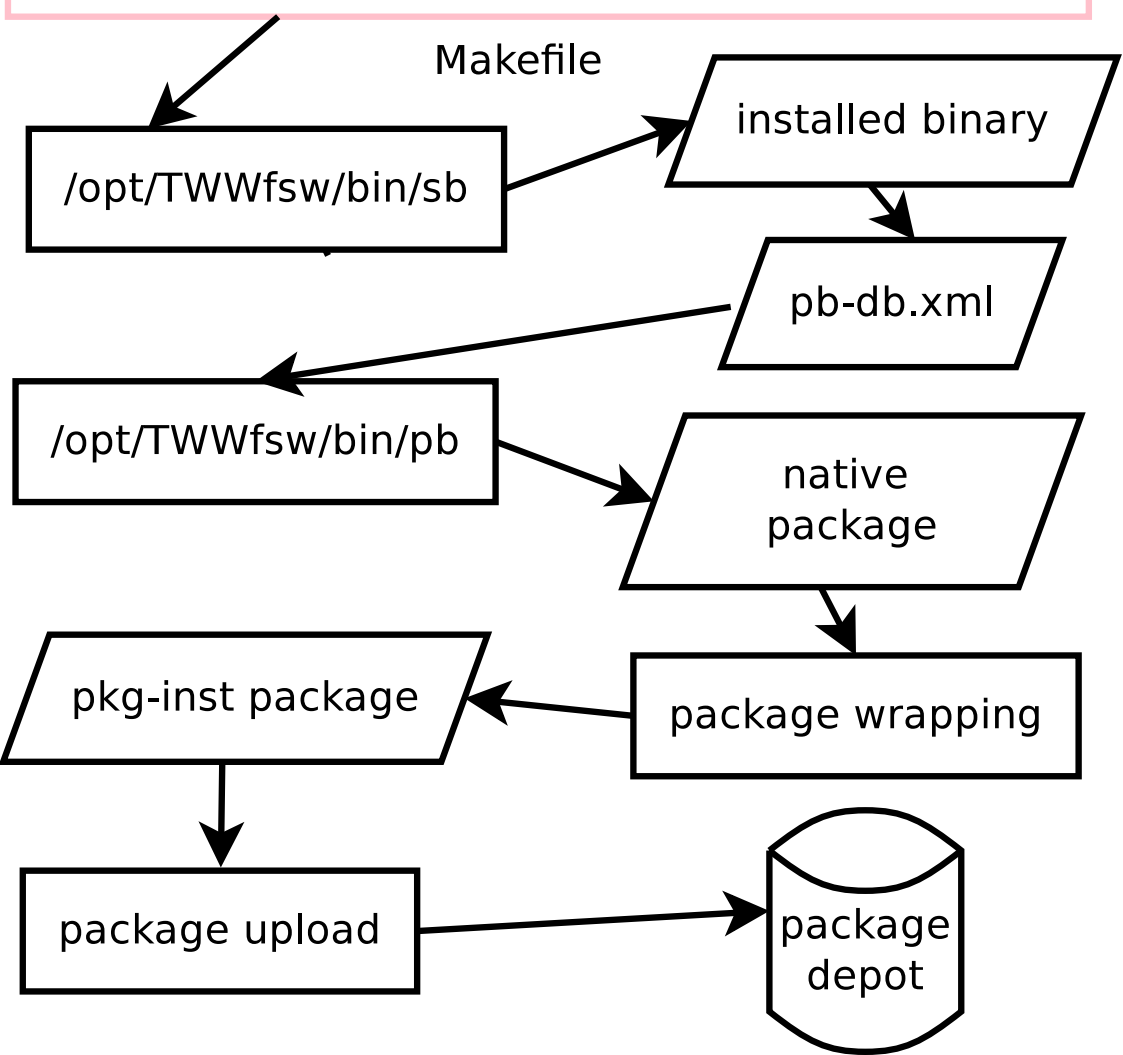 Makefile
installed binary
/opt/TWWfsw/bin/sb
pb-db.xml
/opt/TWWfsw/bin/pb
native
package
pkg-inst package
package wrapping
package upload
package
depot